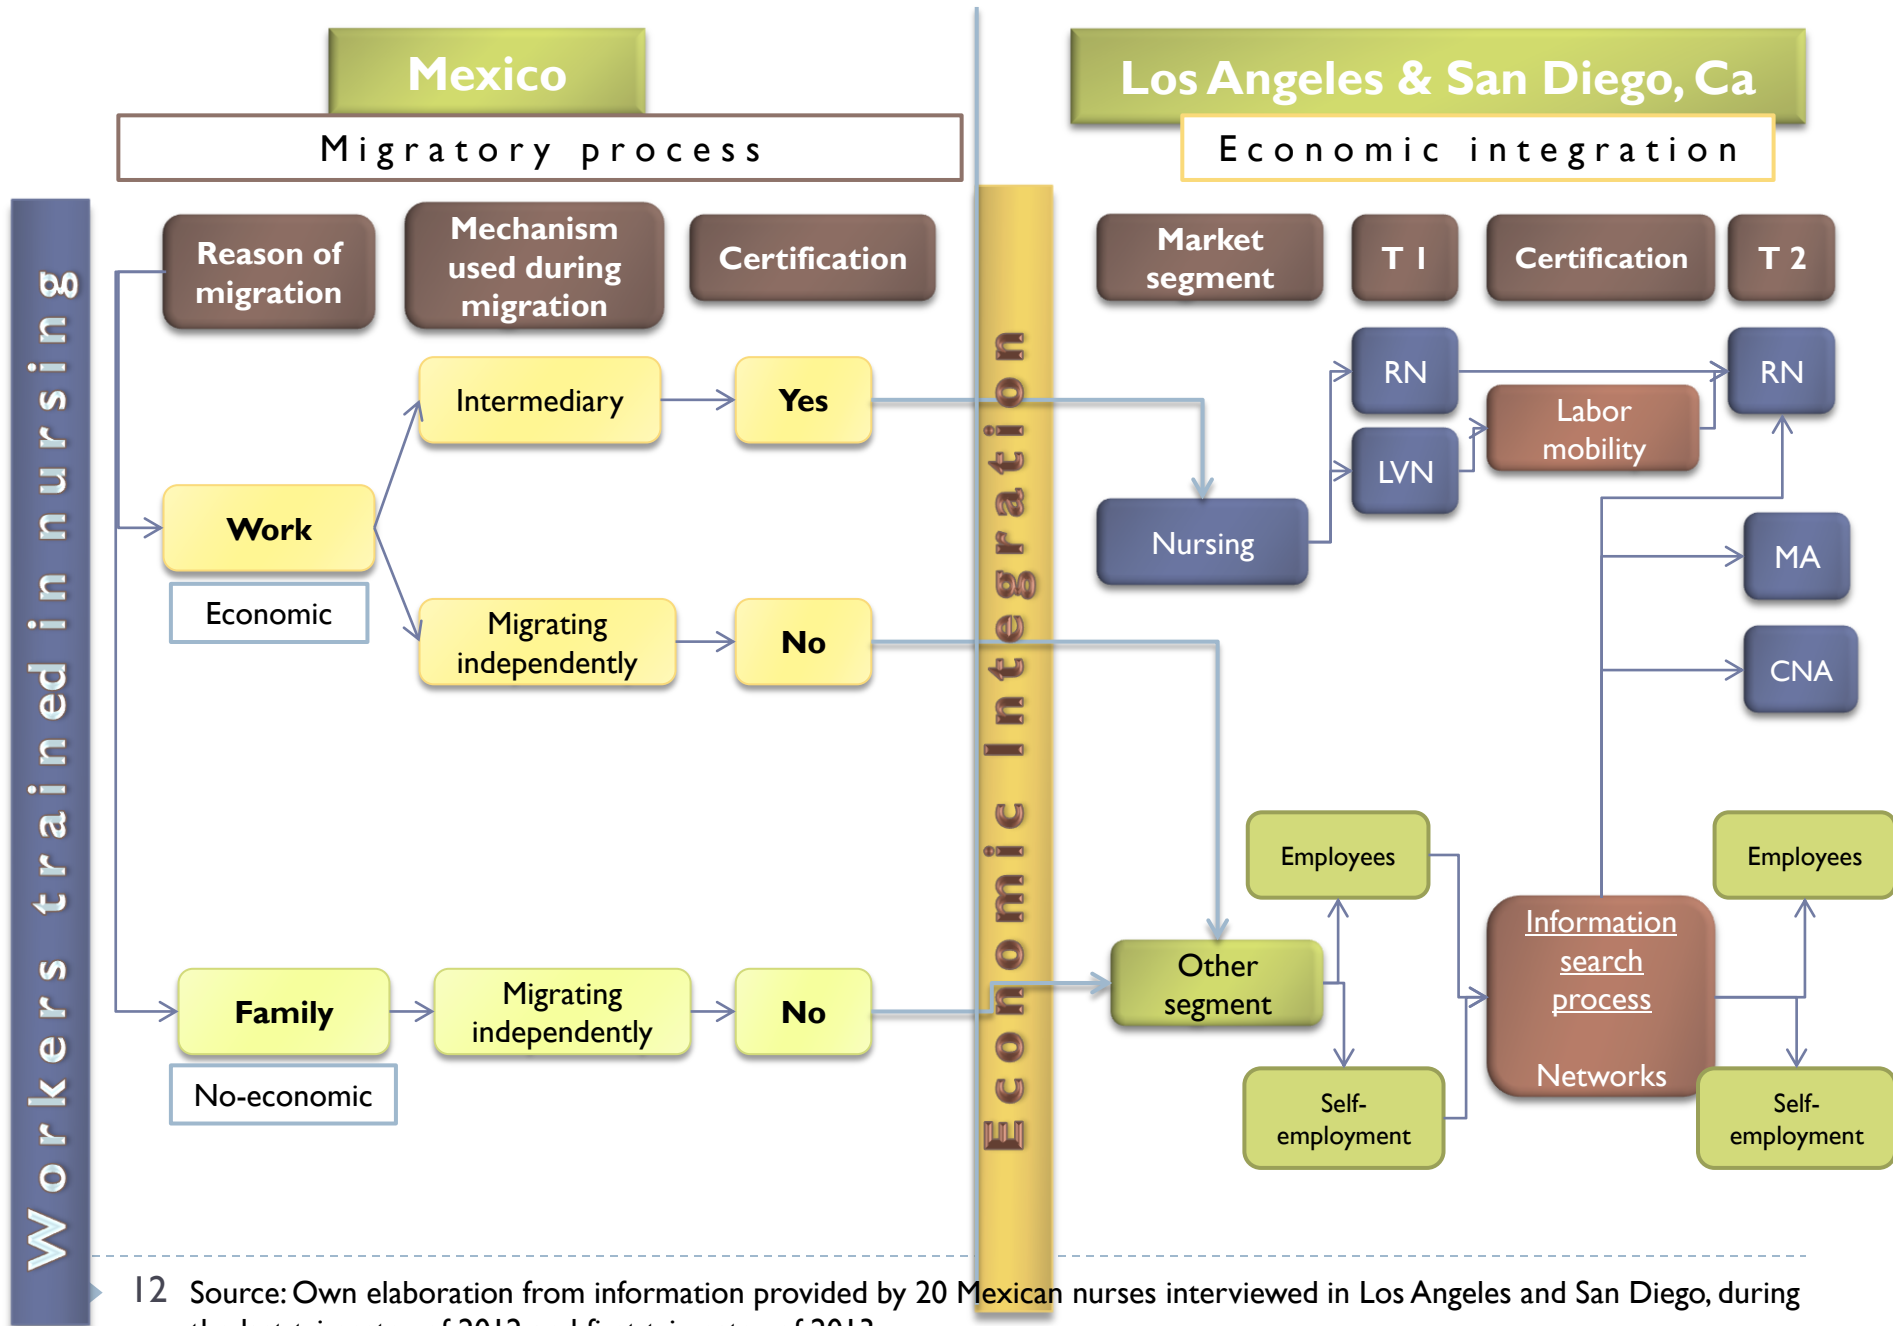 Mexico
Los Angeles & San Diego, Ca
Migratory process
Economic integration
Workers trained in nursing
Reason of
migration
Mechanism
used during
migration
Certification
Economic Integration
Market
segment
T 1
Certification
T 2
Intermediary
Yes
RN
RN
Labor
mobility
LVN
Work
Nursing
MA
Economic
Migrating
independently
No
CNA
Employees
Employees
Information
search
process
Networks
Family
Migrating
independently
No
Other
segment
No-economic
Self-
employment
Self-
employment
12 Source: Own elaboration from information provided by 20 Mexican nurses interviewed in Los Angeles and San Diego, during